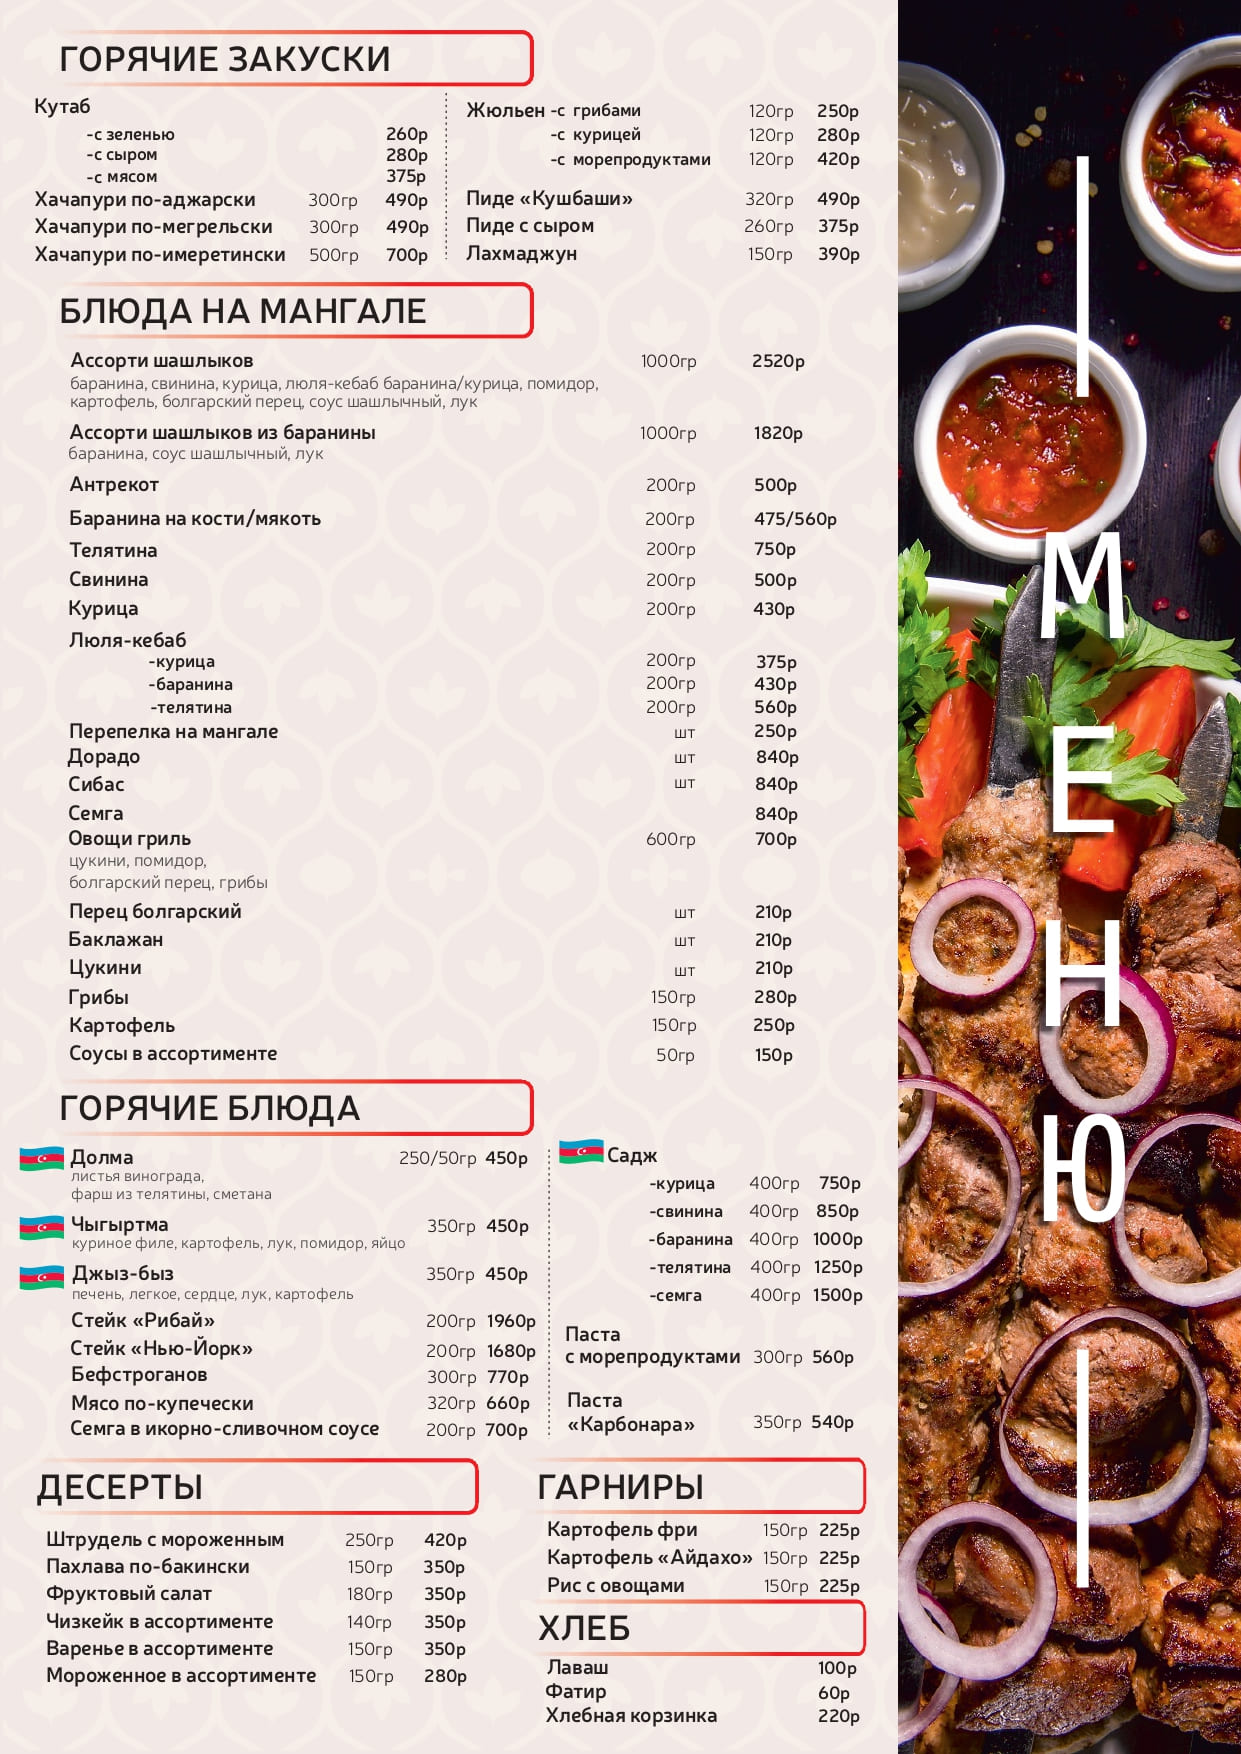 ГОРЯЧИЕ ЗАКУСКИ
Кутаб
-с зеленью 260р
-с сыром 280р
-с мясом 375р
Хачапури по-аджарски 300гр 490р
Хачапури по-мегрельски 300гр 490р
Хачапури по-имеретински 500гр 700р
Жюльен -с грибами 120гр 250р
-с курицей 120гр 280р
-с морепродуктами 120гр 420р
Пиде «Кушбаши» 320гр 490р
Пиде с сыром 260гр 375р
Лахмаджун 150гр 390р
БЛЮДА НА МАНГАЛЕ
Ассорти шашлыков 1000гр 2520р
баранина, свинина, курица, люля-кебаб баранина/курица, помидор,
картофель, болгарский перец, соус шашлычный, лук
Ассорти шашлыков из баранины 1000гр 1820р
баранина, соус шашлычный, лук
Антрекот 200гр 500р
Баранина на кости/мякоть 200гр 475/560р
Телятина 200гр 750р
Свинина 200гр 500р
Курица 200гр 430р
Люля-кебаб
-курица 200гр 375р
-баранина 200гр 430р
-телятина 200гр 560р
Перепелка на мангале шт 250р
Дорадо шт 840р
Сибас шт 840р
Семга 840р
Овощи гриль 600гр 700р
цукини, помидор,
болгарский перец, грибы
Перец болгарский шт 210р
Баклажан шт 210р
Цукини шт 210р
Грибы 150гр 280р
Картофель 150гр 250р
Соусы в ассортименте 50гр 150р
ГОРЯЧИЕ БЛЮДА
Долма 250/50гр 450р
листья винограда,
фарш из телятины, сметана
Чыгыртма 350гр 450р
куриное филе, картофель, лук, помидор, яйцо
Джыз-быз 350гр 450р
печень, легкое, сердце, лук, картофель
Стейк «Рибай» 200гр 1960р
Стейк «Нью-Йорк» 200гр 1680р
Бефстроганов 300гр 770р
Мясо по-купечески 320гр 660р
Семга в икорно-сливочном соусе 200гр 700р
Садж
-курица 400гр 750р
-свинина 400гр 850р
-баранина 400гр 1000р
-телятина 400гр 1250р
-семга 400гр 1500р
Паста
с морепродуктами 300гр 560р
Паста
«Карбонара» 350гр 540р
ДЕСЕРТЫ
Штрудель с мороженным 250гр 420р
Пахлава по-бакински 150гр 350р
Фруктовый салат 180гр 350р
Чизкейк в ассортименте 140гр 350р
Варенье в ассортименте 150гр 350р
Мороженное в ассортименте 150гр 280р
ГАРНИРЫ
Картофель фри 150гр 225р
Картофель «Айдахо» 150гр 225р
Рис с овощами 150гр 225р
ХЛЕБ
Лаваш 100р
Фатир 60р
Хлебная корзинка 220р
МЕНЮ